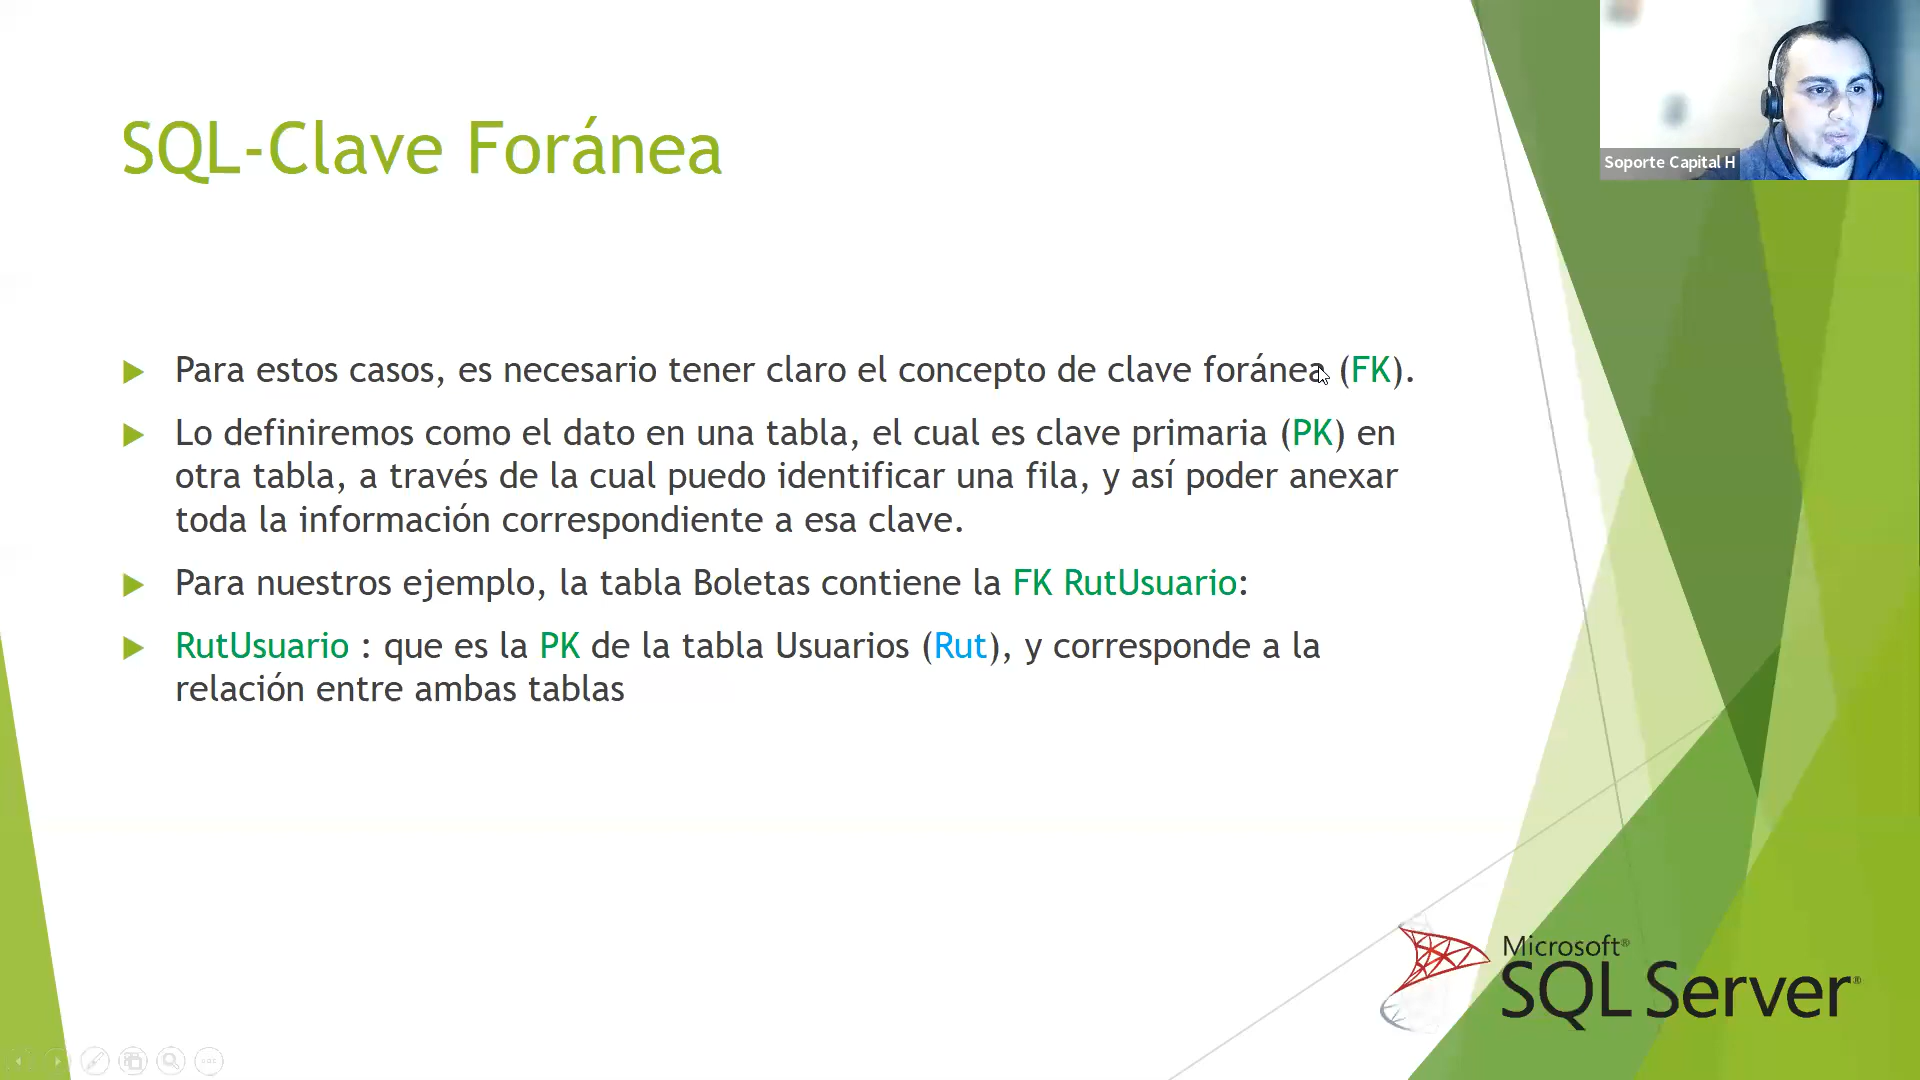 SQL-Clave Foránea
Soporte Capital H
Para estos casos, es necesario tener claro el concepto de clave foránea (FK).
Lo definiremos como el dato en una tabla, el cual es clave primaria (PK) en
otra tabla, a través de la cual puedo identificar una fila, y así poder anexar
toda la información correspondiente a esa clave.
Para nuestros ejemplo, la tabla Boletas contiene la FK RutUsuario:
RutUsuario : que es la PK de la tabla Usuarios (Rut), y corresponde a la
relación entre ambas tablas
Microsoft®
SQL Server®